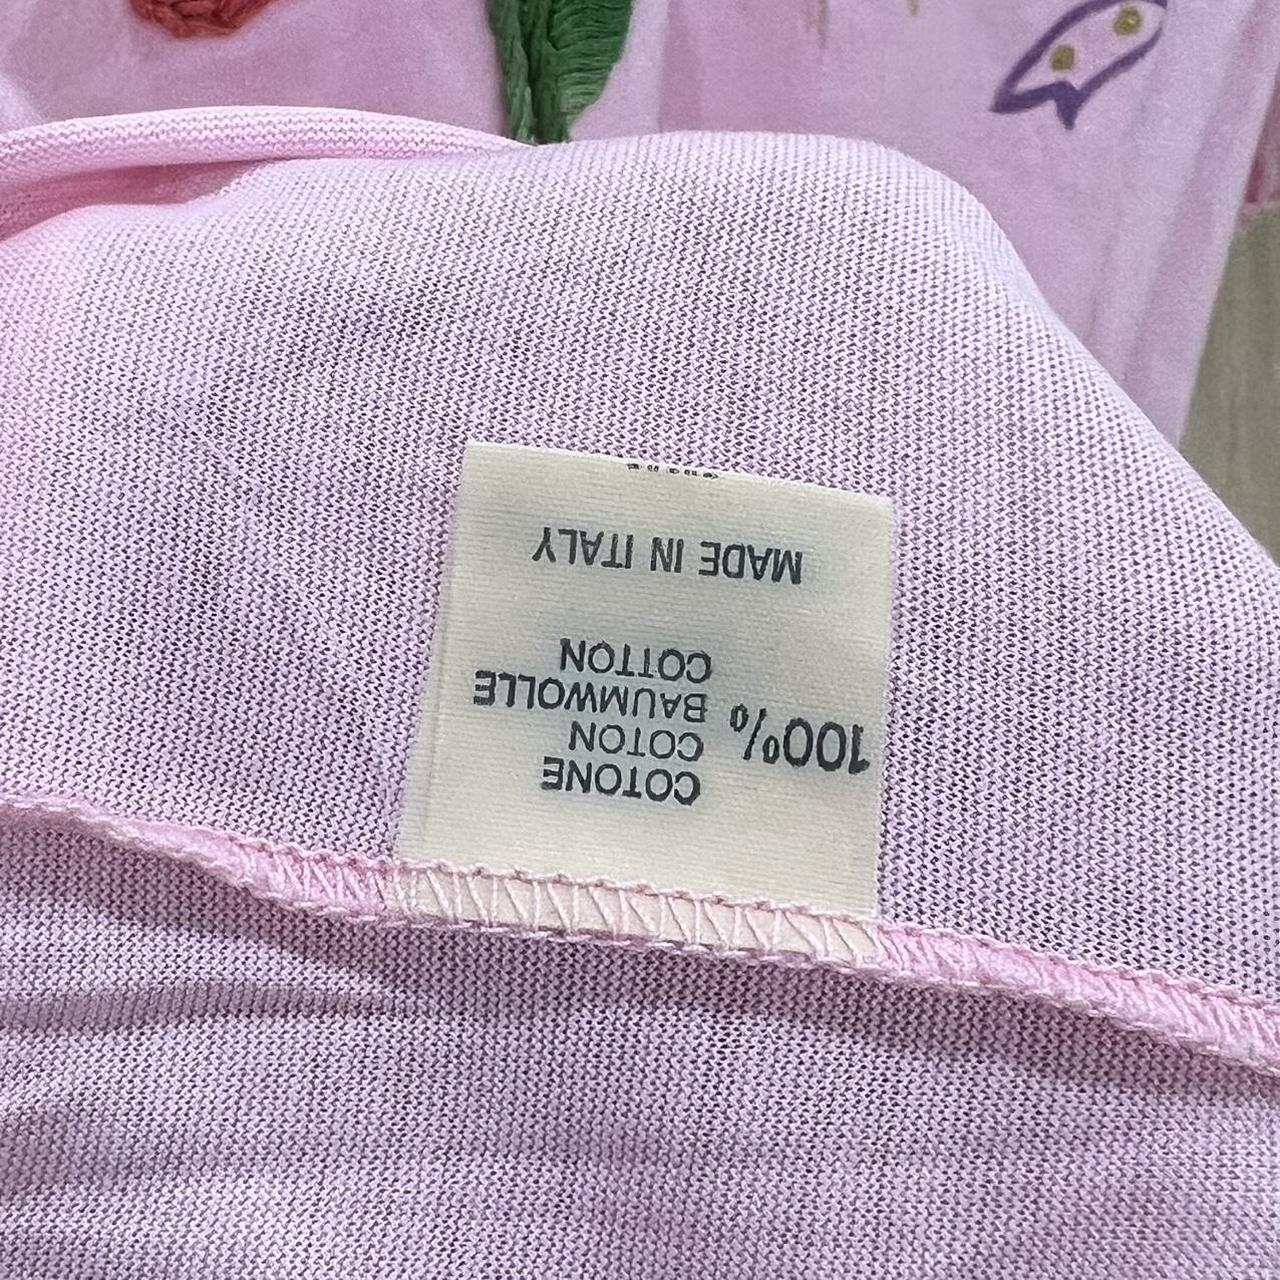 COTONE
COTON
100% BAUMWOLLE
COTTON
MADE IN ITALY